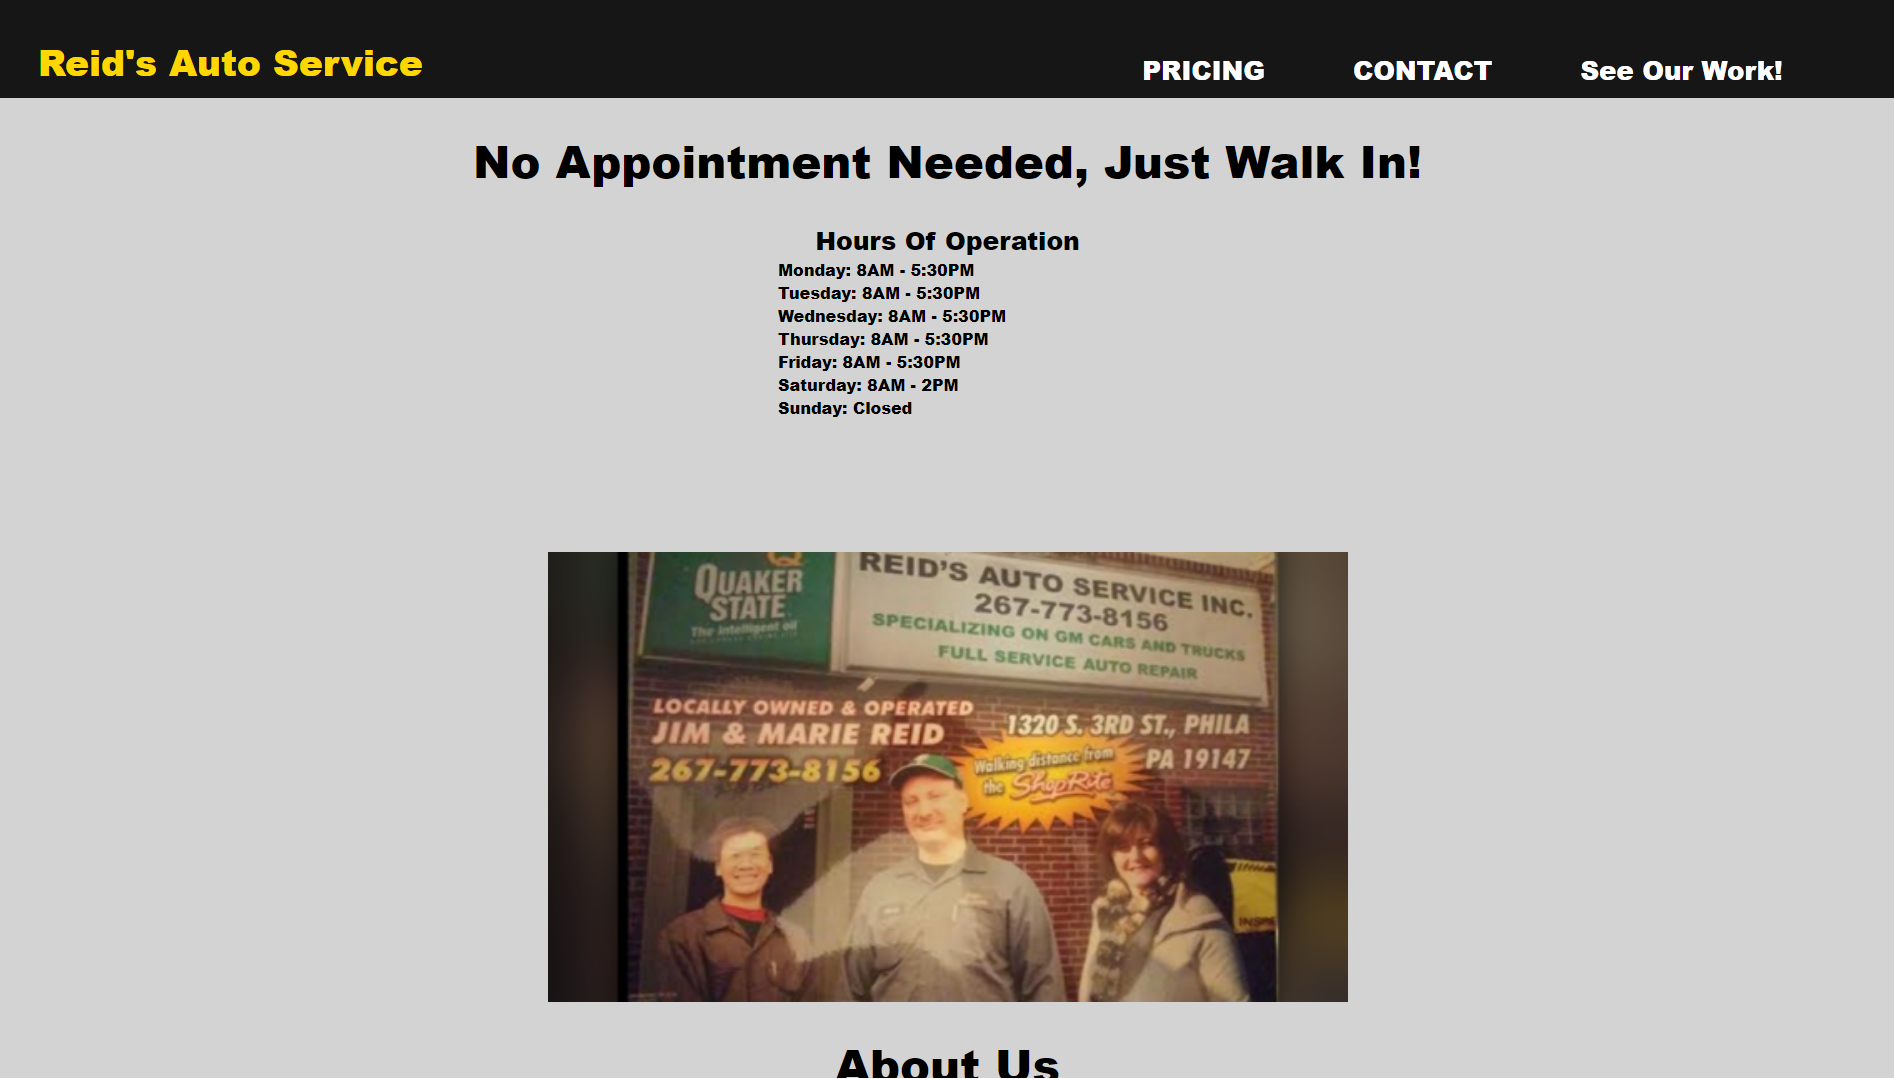 Reid's Auto Service
PRICING CONTACT See Our Work!
No Appointment Needed, Just Walk In!
Hours Of Operation
Monday: 8AM - 5:30PM
Tuesday: 8AM - 5:30PM
Wednesday: 8AM - 5:30PM
Thursday: 8AM - 5:30PM
Friday: 8AM - 5:30PM
Saturday: 8AM - 2PM
Sunday: Closed
QUAKER
STATE
The intelligent oil
REID'S AUTO SERVICE INC.
267-773-8156
SPECIALIZING ON GM CARS AND TRUCKS
FULL SERVICE AUTO REPAIR
LOCALLY OWNED & OPERATED
JIM & MARIE REID
267-773-8156
1320 S. 3RD ST., PHILA
PA 19147
Walking distance from
the ShopRite
About Us